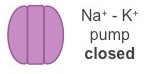 Na⁺ - K⁺
pump
closed